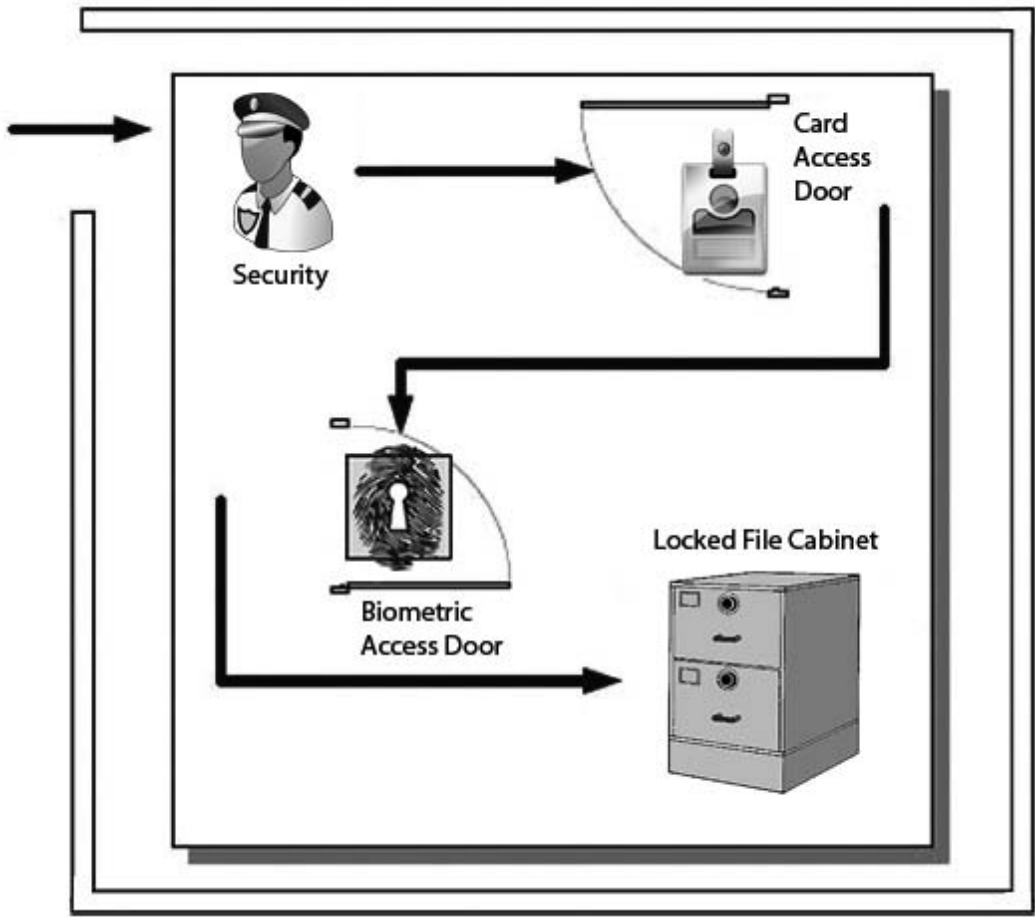 Security
Card
Access
Door
Biometric
Access Door
Locked File Cabinet